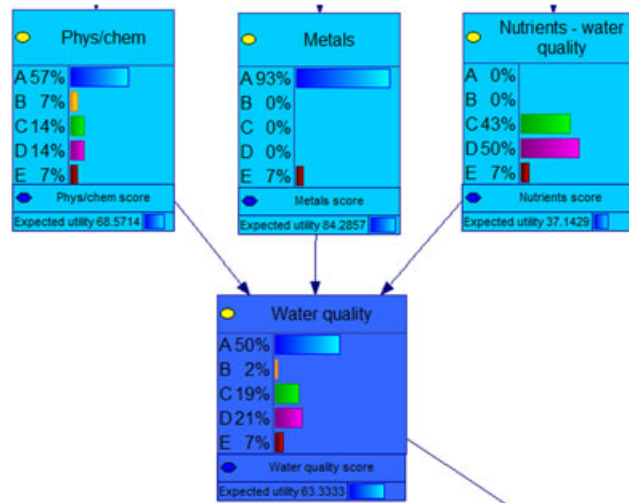 Phys/chem
A 57%
B 7%
C 14%
D 14%
E 7%
Phys/chem score
Expected utility 68.5714
Metals
A 93%
B 0%
C 0%
D 0%
E 7%
Metals score
Expected utility 84.2857
Nutrients - water
quality
A 0%
B 0%
C 43%
D 50%
E 7%
Nutrients score
Expected utility 37.1429
Water quality
A 50%
B 2%
C 19%
D 21%
E 7%
Water quality score
Expected utility 63.3333